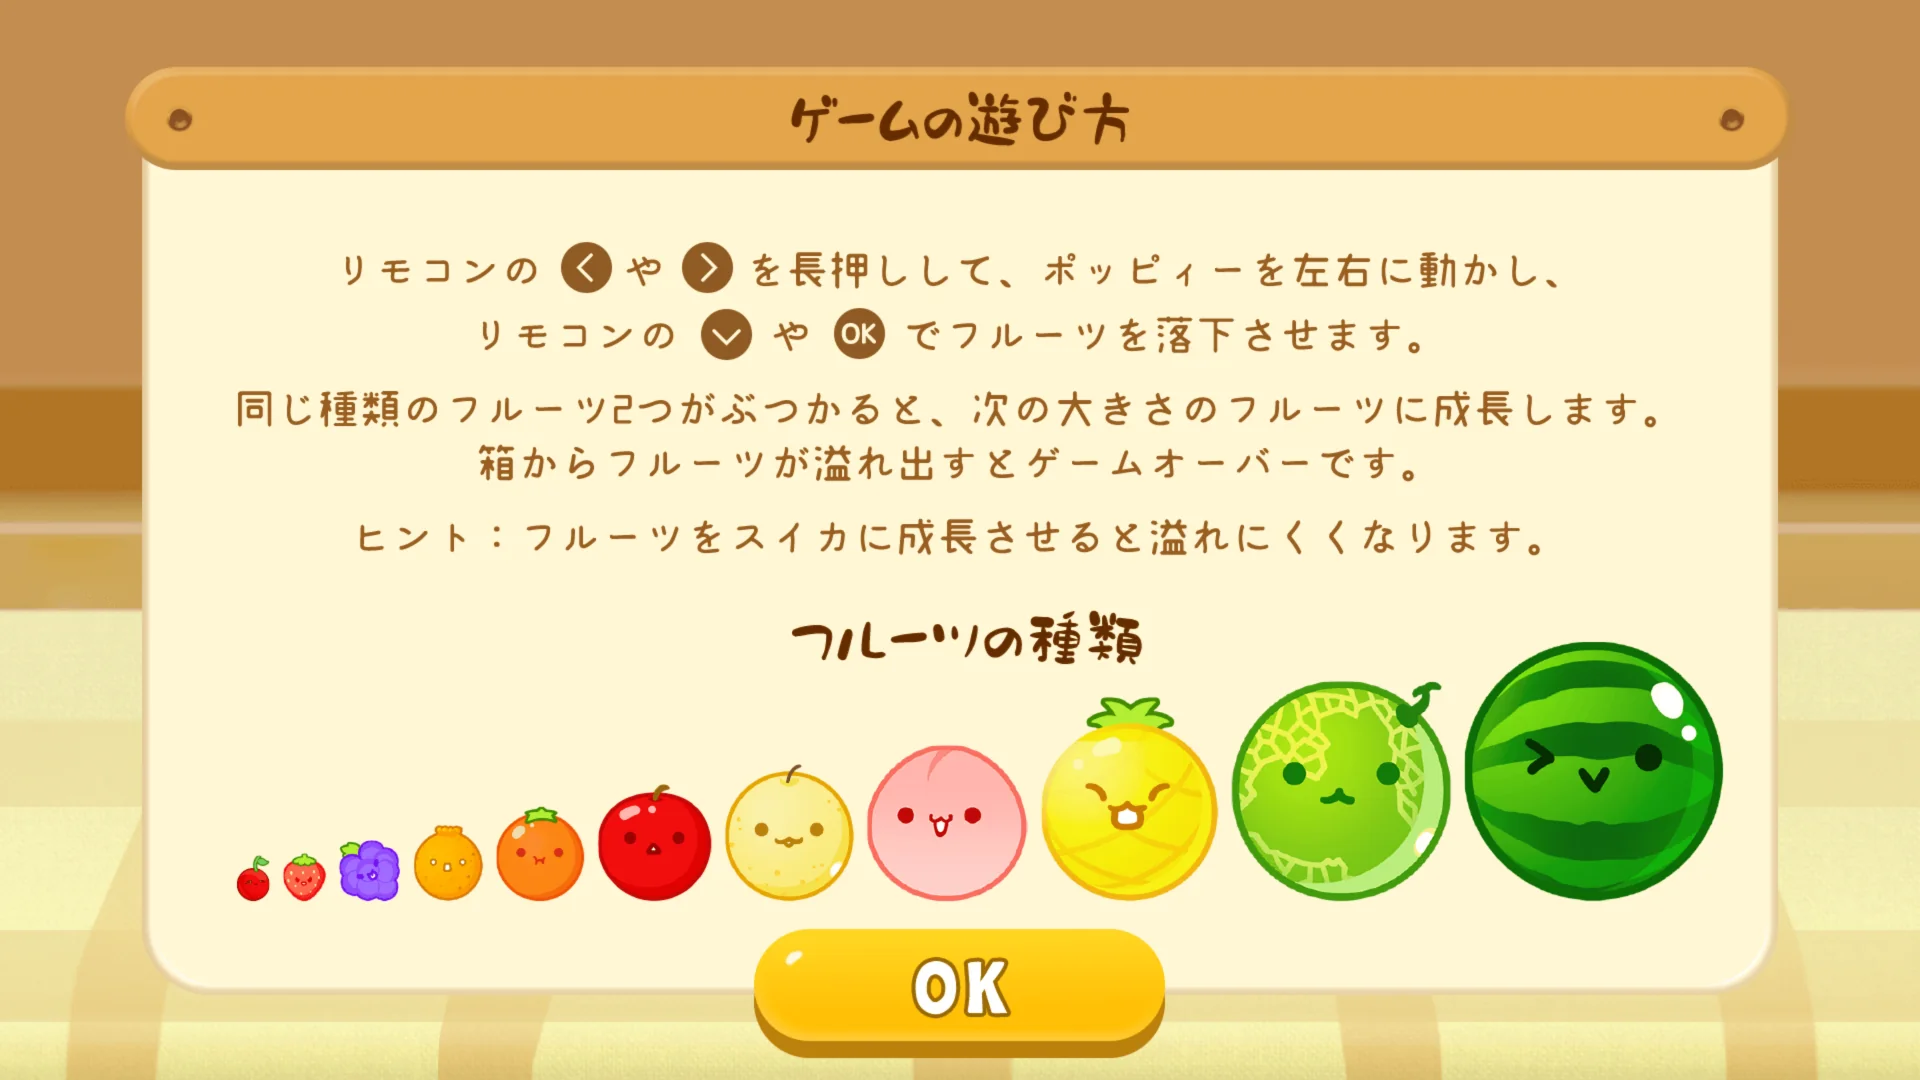 ゲームの遊び方
リモコンの < や > を長押しして、ポッピィーを左右に動かし、
リモコンの ﹀ や OK でフルーツを落下させます。
同じ種類のフルーツ2つがぶつかると、次の大きさのフルーツに成長します。
箱からフルーツが溢れ出すとゲームオーバーです。
ヒント：フルーツをスイカに成長させると溢れにくくなります。
フルーツの種類
OK